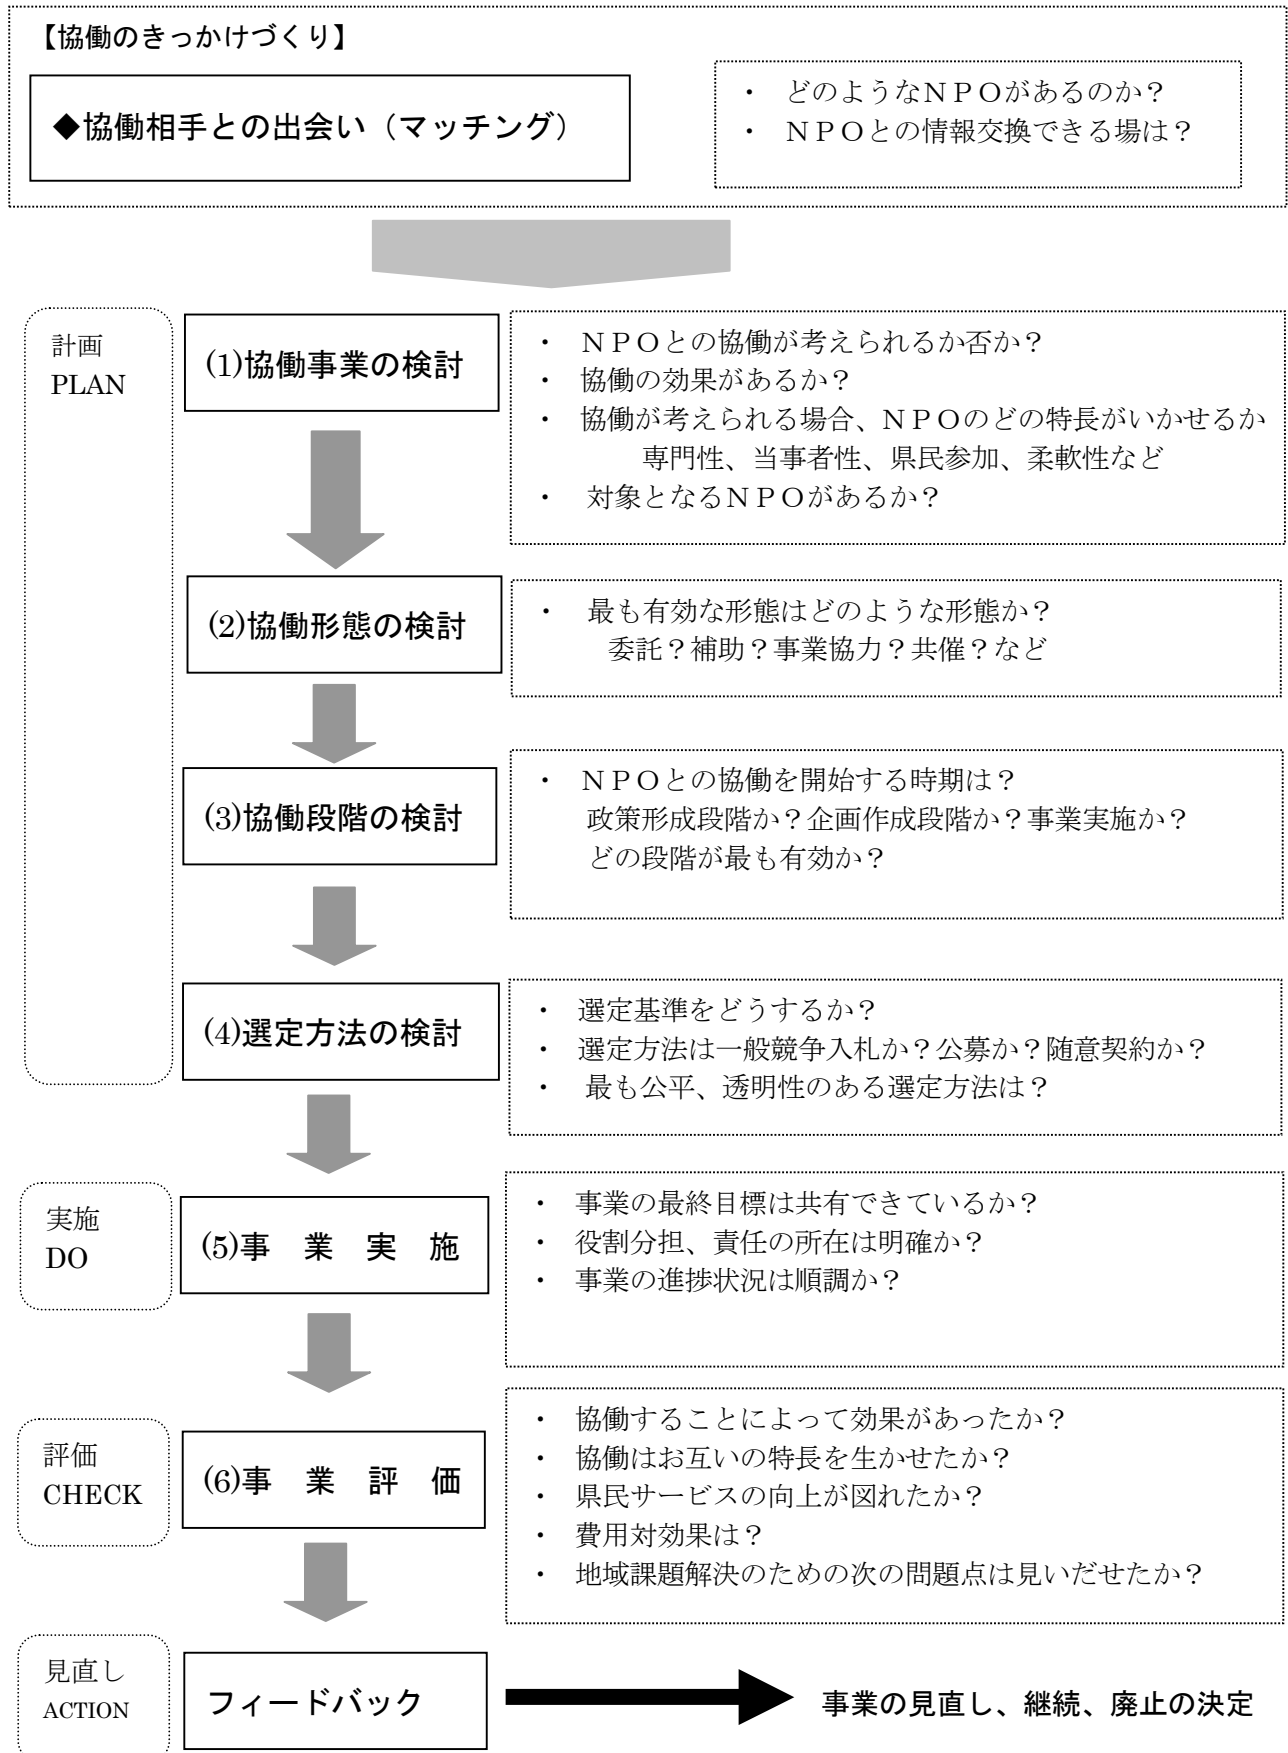 【協働のきっかけづくり】
◆協働相手との出会い（マッチング）
・ どのようなＮＰＯがあるのか？
・ ＮＰＯとの情報交換できる場は？
計画
PLAN
(1)協働事業の検討
・ ＮＰＯとの協働が考えられるか否か？
・ 協働の効果があるか？
・ 協働が考えられる場合、ＮＰＯのどの特長がいかせるか
専門性、当事者性、県民参加、柔軟性など
・ 対象となるＮＰＯがあるか？
(2)協働形態の検討
・ 最も有効な形態はどのような形態か？
委託？補助？事業協力？共催？など
(3)協働段階の検討
・ ＮＰＯとの協働を開始する時期は？
政策形成段階か？企画作成段階か？事業実施か？
どの段階が最も有効か？
(4)選定方法の検討
・ 選定基準をどうするか？
・ 選定方法は一般競争入札か？公募か？随意契約か？
・ 最も公平、透明性のある選定方法は？
実施
DO
(5)事　業　実　施
・ 事業の最終目標は共有できているか？
・ 役割分担、責任の所在は明確か？
・ 事業の進捗状況は順調か？
評価
CHECK
(6)事　業　評　価
・ 協働することによって効果があったか？
・ 協働はお互いの特長を生かせたか？
・ 県民サービスの向上が図れたか？
・ 費用対効果は？
・ 地域課題解決のための次の問題点は見いだせたか？
見直し
ACTION
フィードバック
事業の見直し、継続、廃止の決定